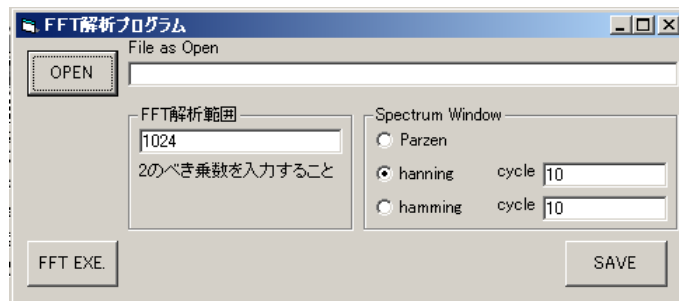 FFT解析プログラム
File as Open
OPEN
FFT解析範囲
1024
2のべき乗数を入力すること
Spectrum Window
Parzen
hanning cycle 10
hamming cycle 10
FFT EXE.
SAVE